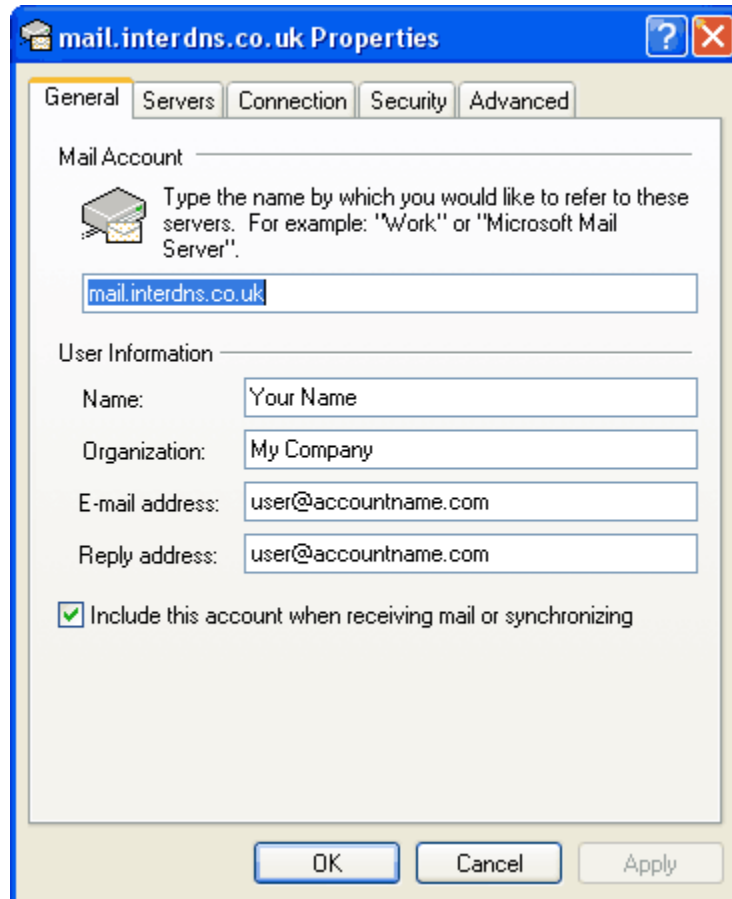 mail.interdns.co.uk Properties
General Servers Connection Security Advanced
Mail Account
Type the name by which you would like to refer to these
servers. For example: "Work" or "Microsoft Mail
Server".
mail.interdns.co.uk
User Information
Name: Your Name
Organization: My Company
E-mail address: user@accountname.com
Reply address: user@accountname.com
Include this account when receiving mail or synchronizing
OK Cancel Apply